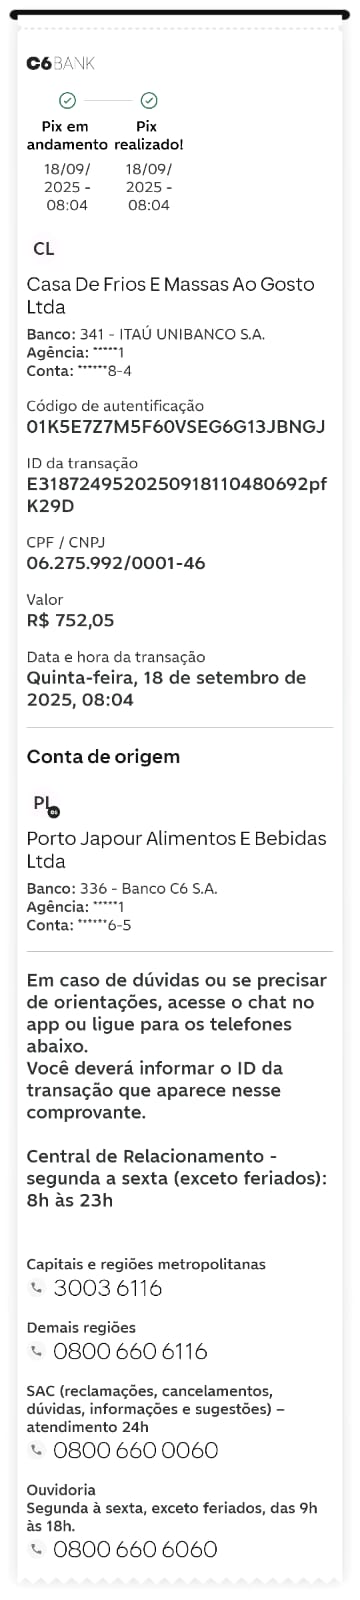 C6BANK
Pix em andamento
Pix realizado!
18/09/2025 - 08:04
18/09/2025 - 08:04
CL
Casa De Frios E Massas Ao Gosto
Ltda
Banco: 341 - ITAÚ UNIBANCO S.A.
Agência: *****1
Conta: ******8-4
Código de autentificação
01K5E7Z7M5F60VSEG6G13JBNGJ
ID da transação
E3187249520250918110480692pf
K29D
CPF / CNPJ
06.275.992/0001-46
Valor
R$ 752,05
Data e hora da transação
Quinta-feira, 18 de setembro de
2025, 08:04
Conta de origem
PL
Porto Japour Alimentos E Bebidas
Ltda
Banco: 336 - Banco C6 S.A.
Agência: *****1
Conta: ******6-5
Em caso de dúvidas ou se precisar
de orientações, acesse o chat no
app ou ligue para os telefones
abaixo.
Você deverá informar o ID da
transação que aparece nesse
comprovante.
Central de Relacionamento -
segunda a sexta (exceto feriados):
8h às 23h
Capitais e regiões metropolitanas
3003 6116
Demais regiões
0800 660 6116
SAC (reclamações, cancelamentos,
dúvidas, informações e sugestões) –
atendimento 24h
0800 660 0060
Ouvidoria
Segunda à sexta, exceto feriados, das 9h
às 18h.
0800 660 6060